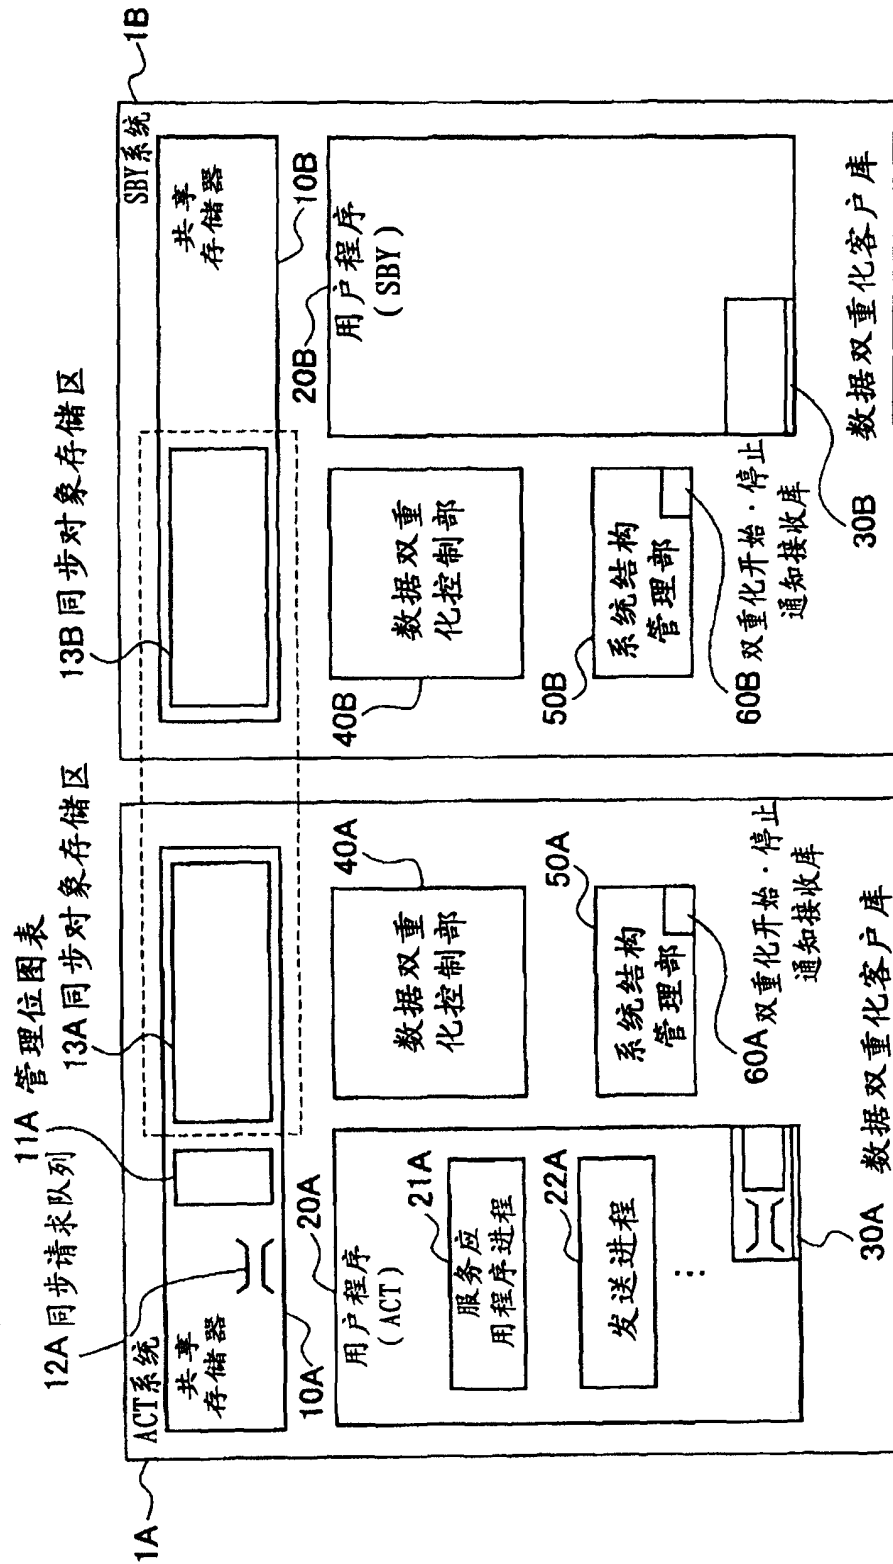 1A
ACT系统
12A 同步请求队列
11A 管理位图表
13A 同步对象存储区
共享
存储器
10A
20A
用户程序
(ACT)
21A
服务应
用程序进程
22A
发送进程
⋮
30A
数据双重化客户库
40A
数据双重
化控制部
50A
系统结构
管理部
60A 双重化开始·停止
通知接收库
1B
SBY系统
13B 同步对象存储区
共享
存储器
10B
20B
用户程序
(SBY)
40B
数据双重
化控制部
50B
系统结构
管理部
60B 双重化开始·停止
通知接收库
30B
数据双重化客户库